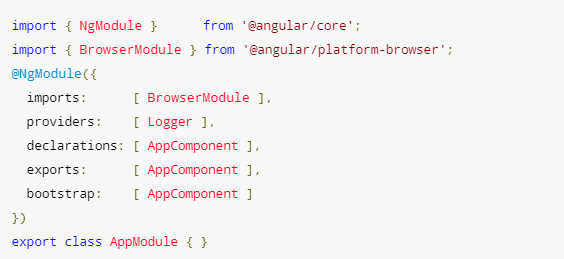 import { NgModule }      from '@angular/core';
import { BrowserModule } from '@angular/platform-browser';
@NgModule({
  imports:      [ BrowserModule ],
  providers:    [ Logger ],
  declarations: [ AppComponent ],
  exports:      [ AppComponent ],
  bootstrap:    [ AppComponent ]
})
export class AppModule { }